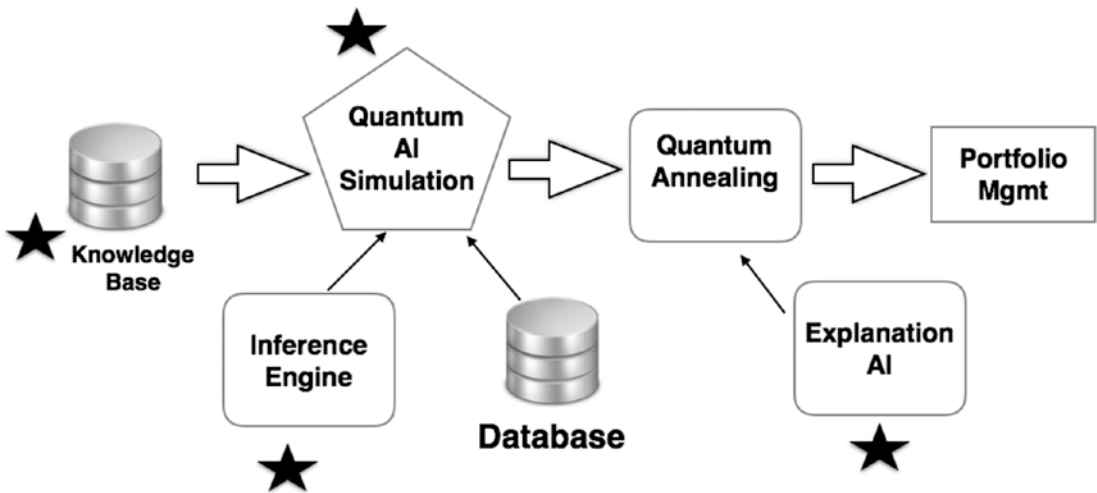 Quantum
AI
Simulation
Quantum
Annealing
Portfolio
Mgmt
Knowledge
Base
Inference
Engine
Database
Explanation
AI